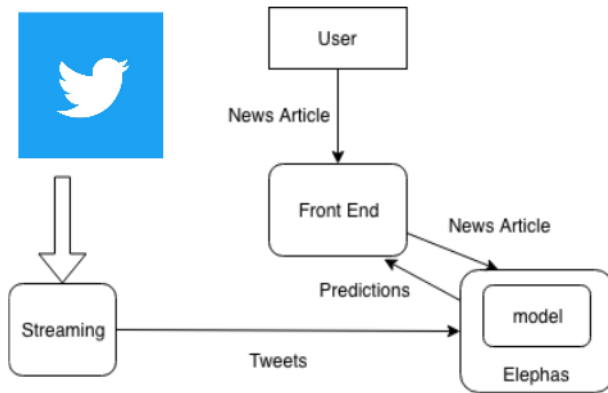 User
News Article
Front End
News Article
Predictions
model
Streaming
Tweets
Elephas